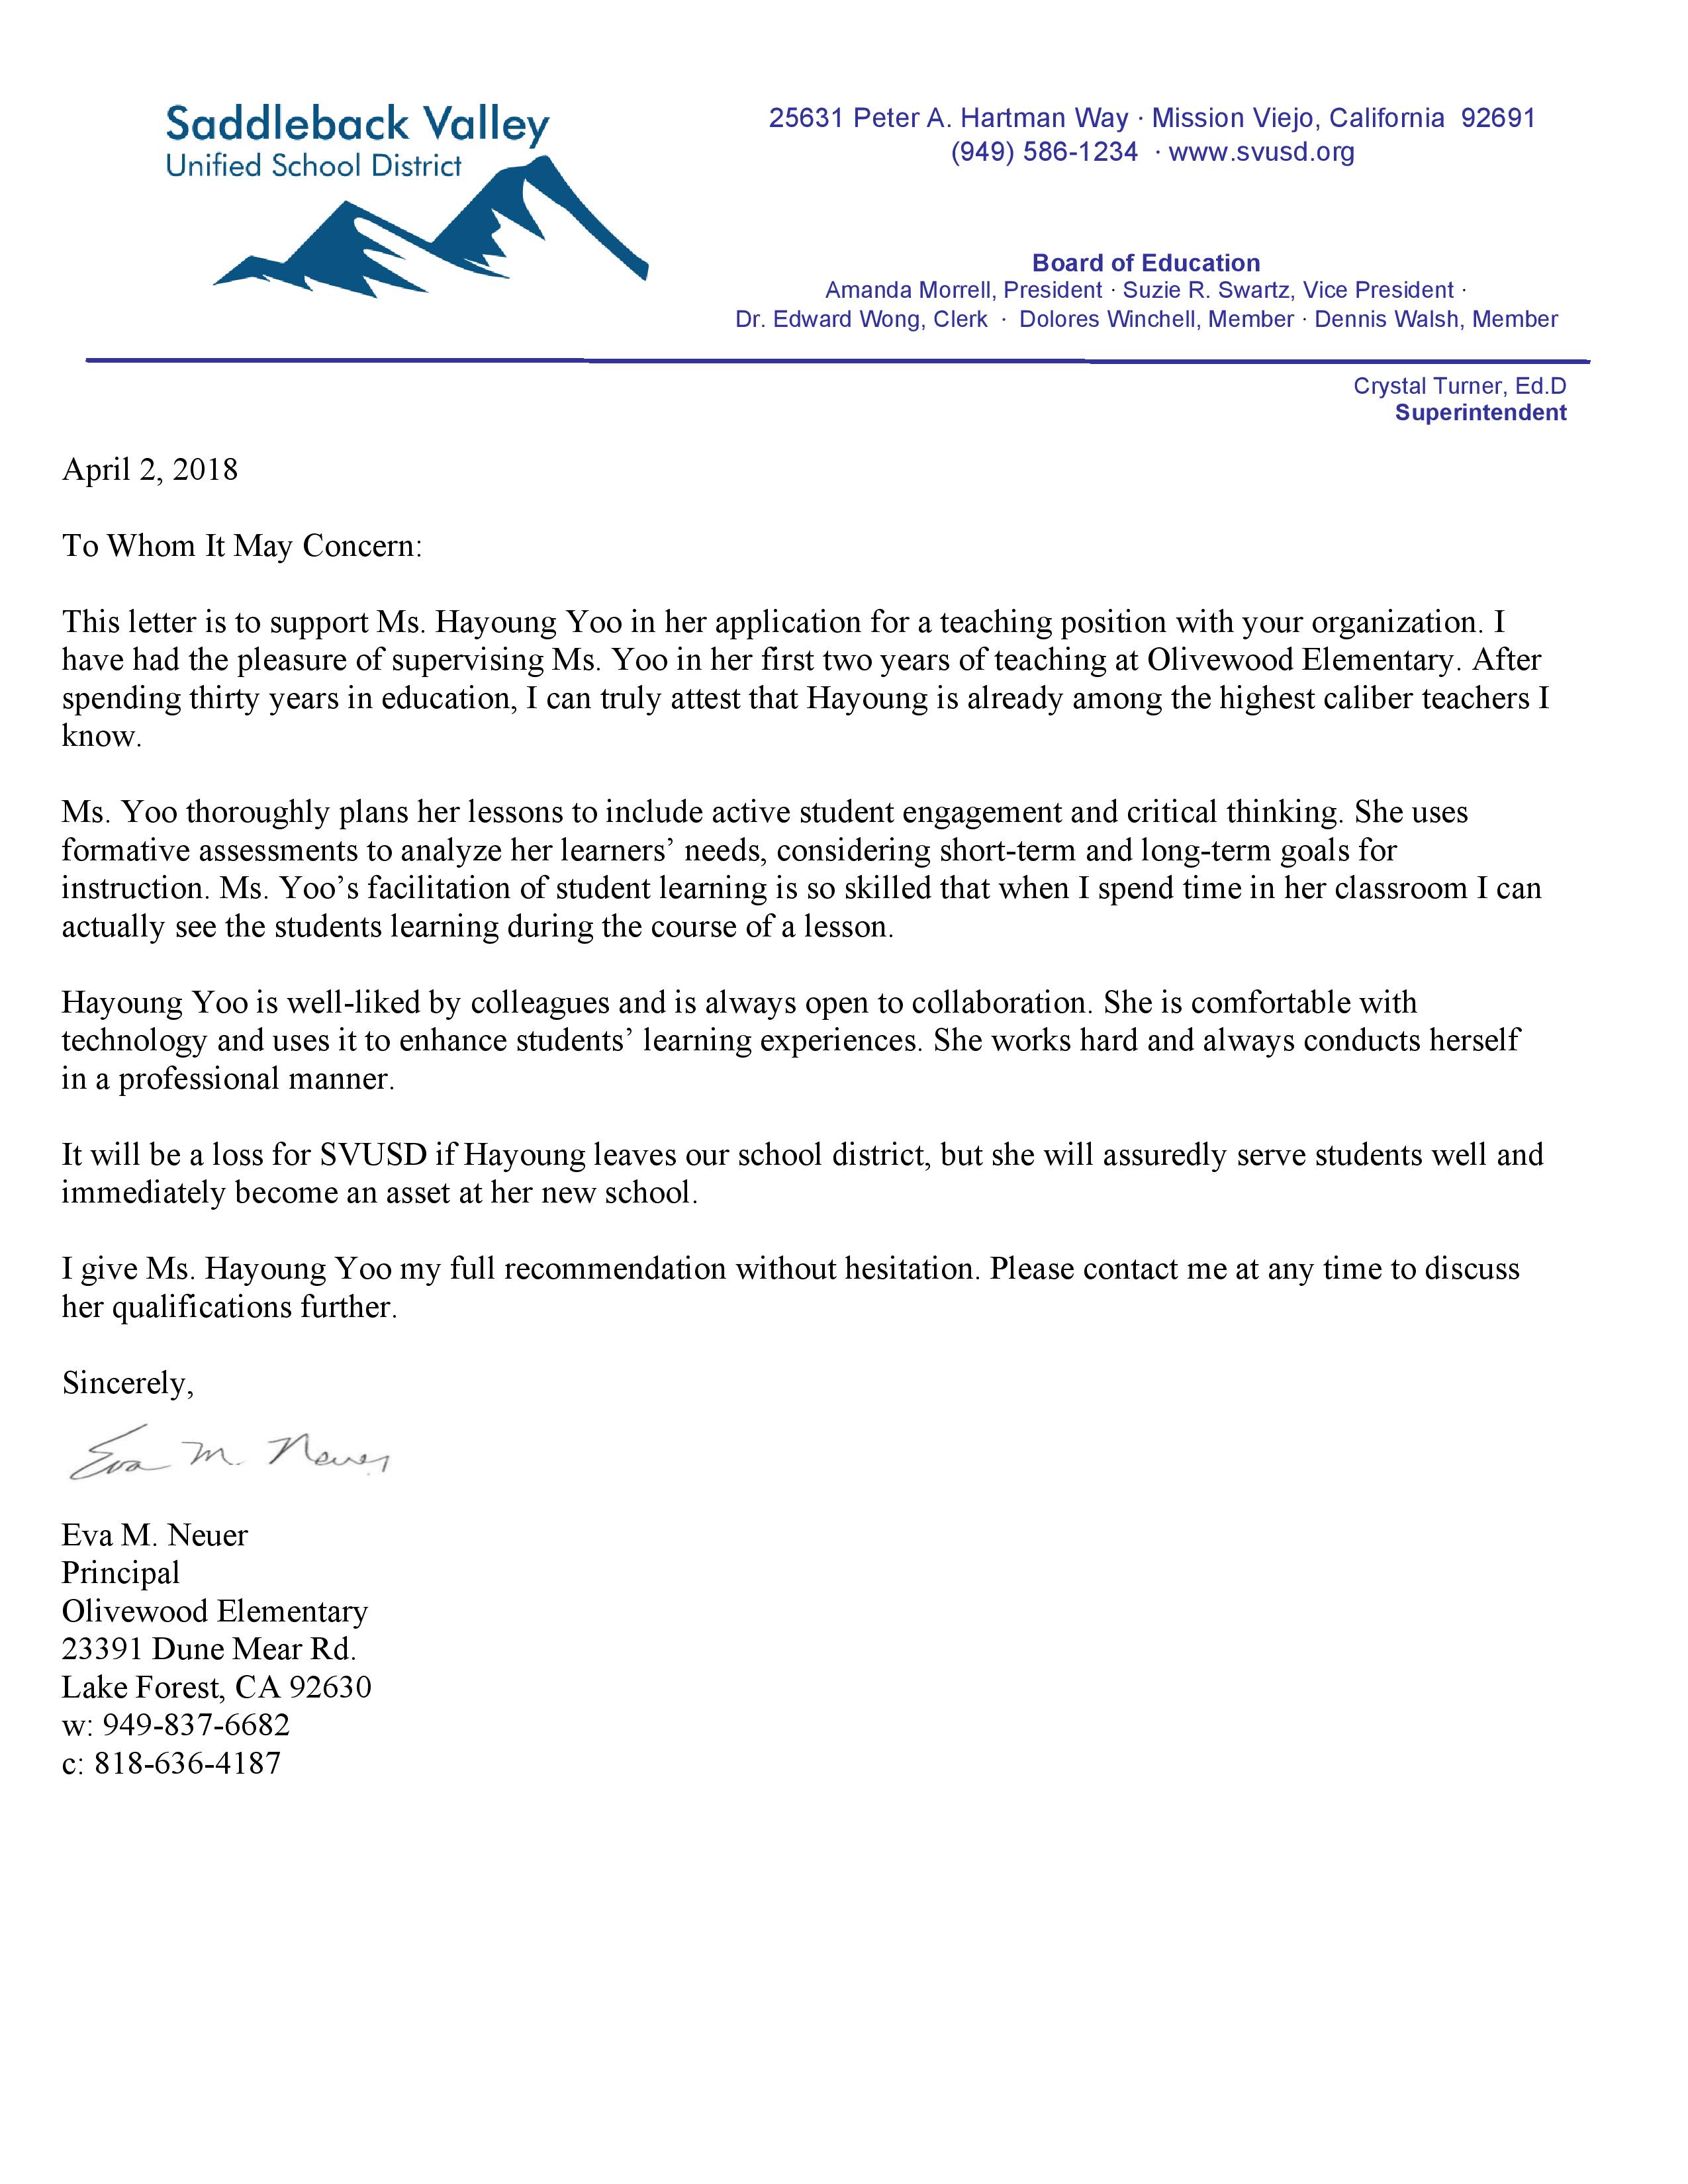 Saddleback Valley
Unified School District
25631 Peter A. Hartman Way · Mission Viejo, California  92691
(949) 586-1234  · www.svusd.org
Board of Education
Amanda Morrell, President · Suzie R. Swartz, Vice President ·
Dr. Edward Wong, Clerk  ·  Dolores Winchell, Member · Dennis Walsh, Member
Crystal Turner, Ed.D
Superintendent
April 2, 2018
To Whom It May Concern:
This letter is to support Ms. Hayoung Yoo in her application for a teaching position with your organization. I
have had the pleasure of supervising Ms. Yoo in her first two years of teaching at Olivewood Elementary. After
spending thirty years in education, I can truly attest that Hayoung is already among the highest caliber teachers I
know.
Ms. Yoo thoroughly plans her lessons to include active student engagement and critical thinking. She uses
formative assessments to analyze her learners’ needs, considering short-term and long-term goals for
instruction. Ms. Yoo’s facilitation of student learning is so skilled that when I spend time in her classroom I can
actually see the students learning during the course of a lesson.
Hayoung Yoo is well-liked by colleagues and is always open to collaboration. She is comfortable with
technology and uses it to enhance students’ learning experiences. She works hard and always conducts herself
in a professional manner.
It will be a loss for SVUSD if Hayoung leaves our school district, but she will assuredly serve students well and
immediately become an asset at her new school.
I give Ms. Hayoung Yoo my full recommendation without hesitation. Please contact me at any time to discuss
her qualifications further.
Sincerely,
Eva M. Neuer
Eva M. Neuer
Principal
Olivewood Elementary
23391 Dune Mear Rd.
Lake Forest, CA 92630
w: 949-837-6682
c: 818-636-4187